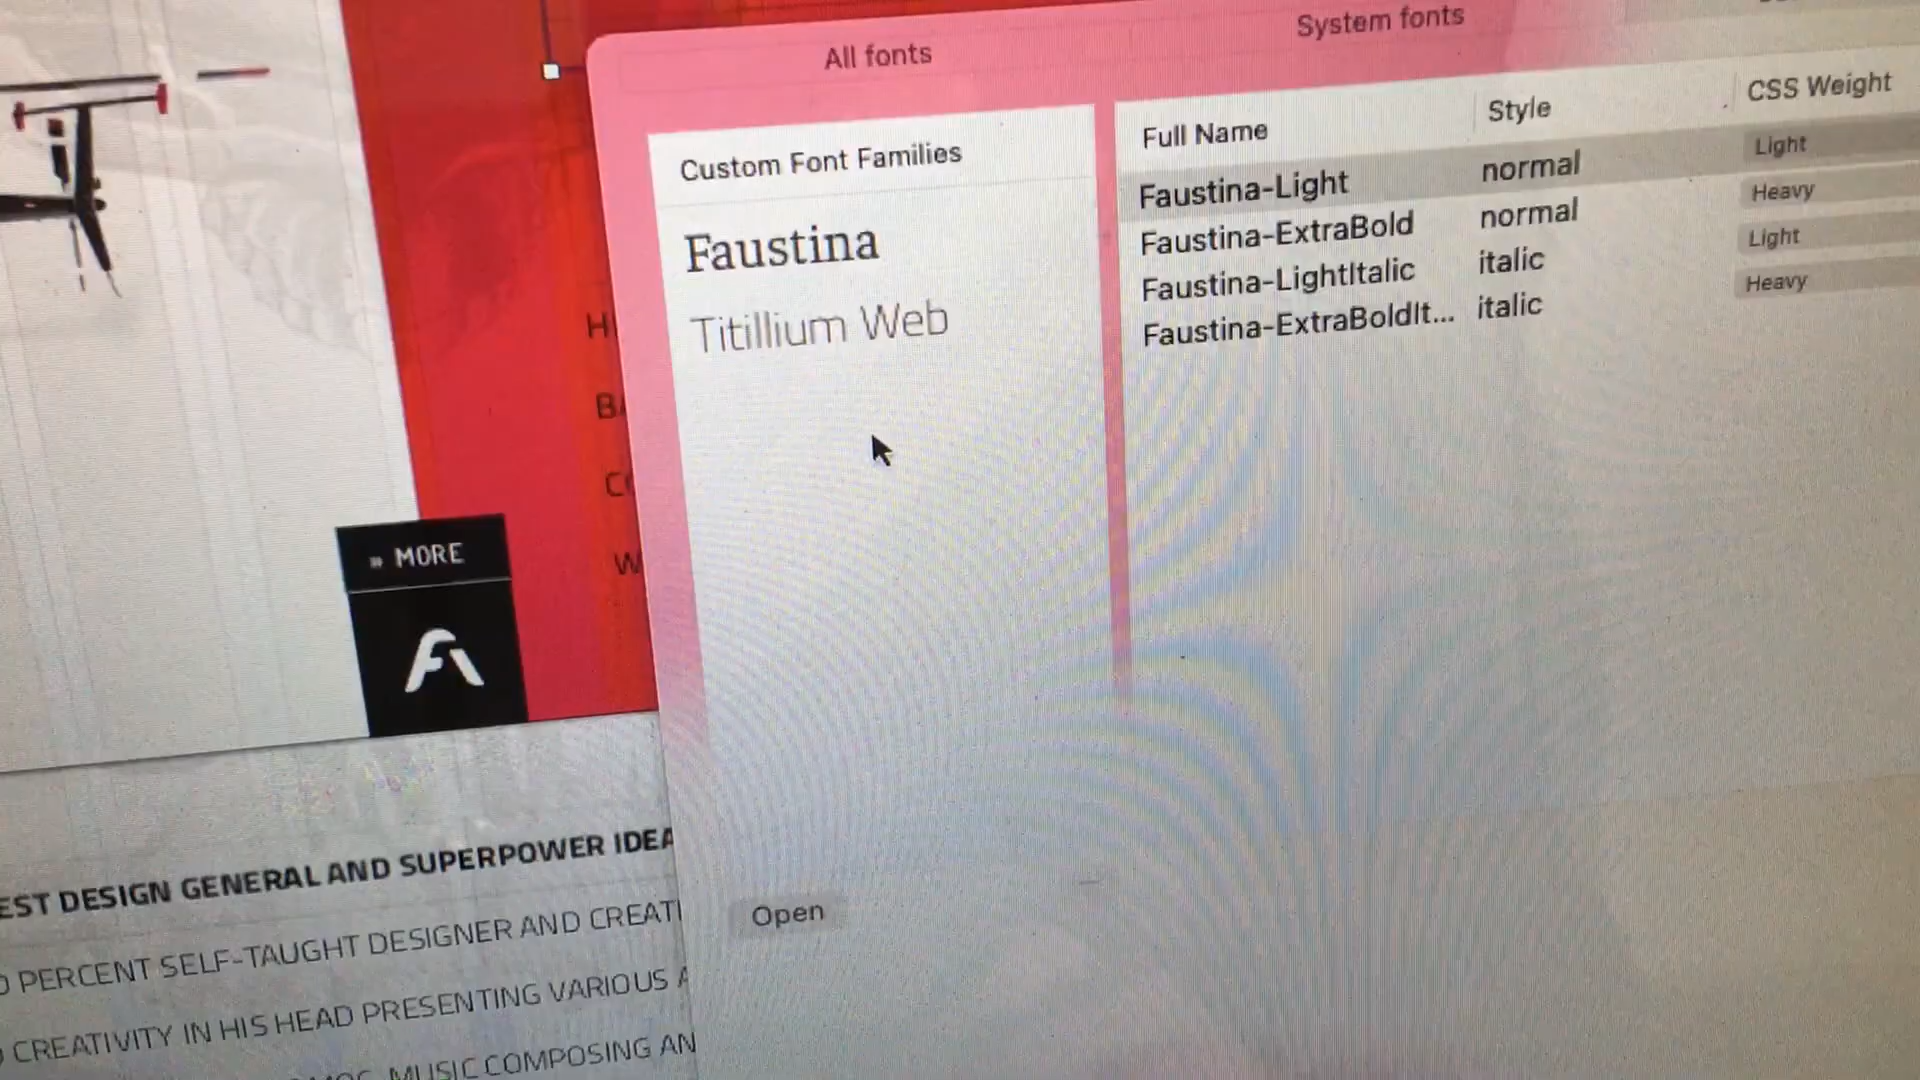 All fonts
System fonts
Custom Font Families
Faustina
Titillium Web
Full Name
Style
CSS Weight
Faustina-Light
normal
Light
Faustina-ExtraBold
normal
Heavy
Faustina-LightItalic
italic
Light
Faustina-ExtraBoldIt...
italic
Heavy
Open
» MORE
EST DESIGN GENERAL AND SUPERPOWER IDEA
PERCENT SELF-TAUGHT DESIGNER AND CREATI
CREATIVITY IN HIS HEAD PRESENTING VARIOUS A
MUSIC COMPOSING AN